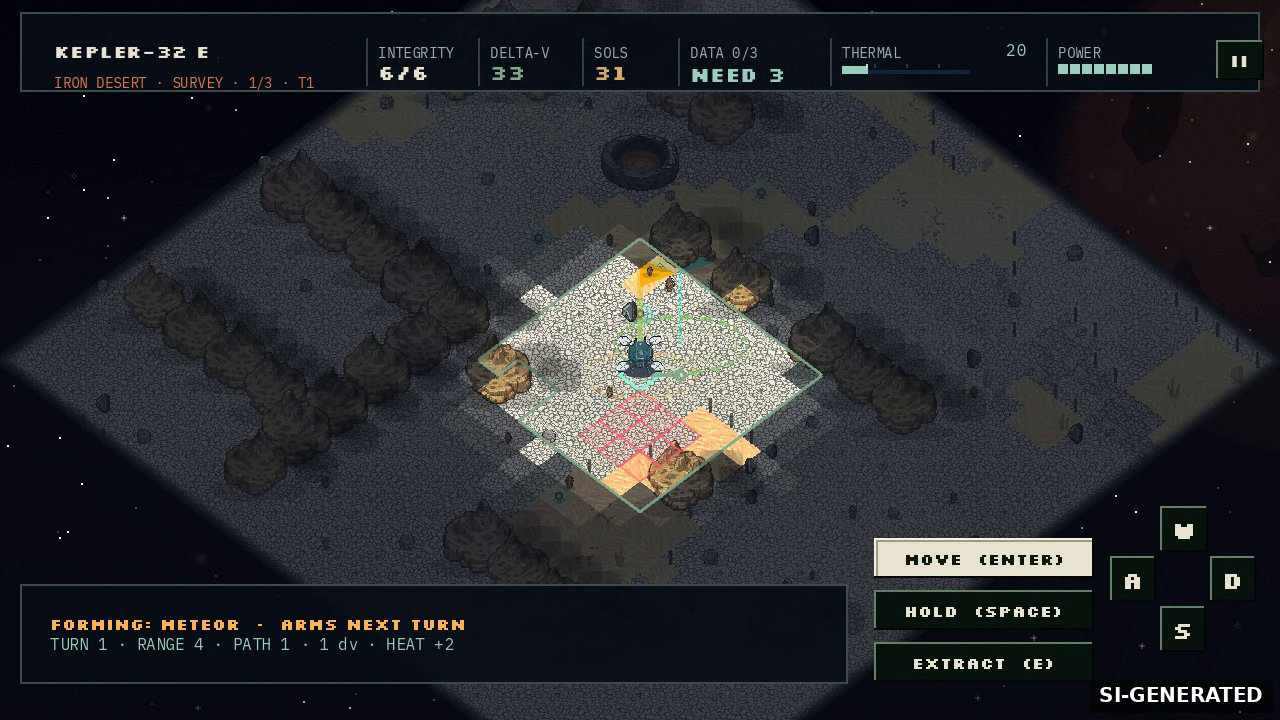 KEPLER-32 E
IRON DESERT · SURVEY · 1/3 · T1
INTEGRITY
6/6
DELTA-V
33
SOLS
31
DATA 0/3
NEED 3
THERMAL
20
POWER
FORMING: METEOR · ARMS NEXT TURN
TURN 1 · RANGE 4 · PATH 1 · 1 dv · HEAT +2
MOVE (ENTER)
HOLD (SPACE)
EXTRACT (E)
W
A
D
S
SI-GENERATED